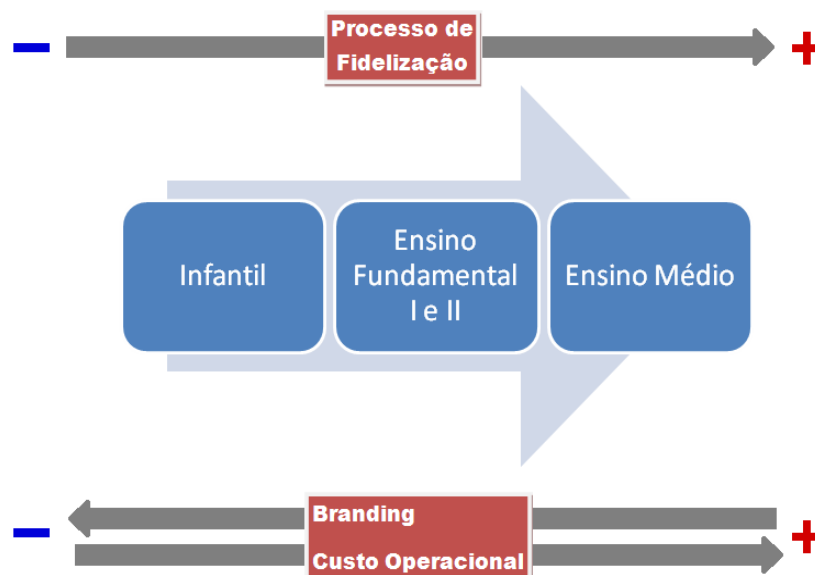 Processo de
Fidelização
−
+
Infantil
Ensino
Fundamental
I e II
Ensino Médio
Branding
−
+
Custo Operacional